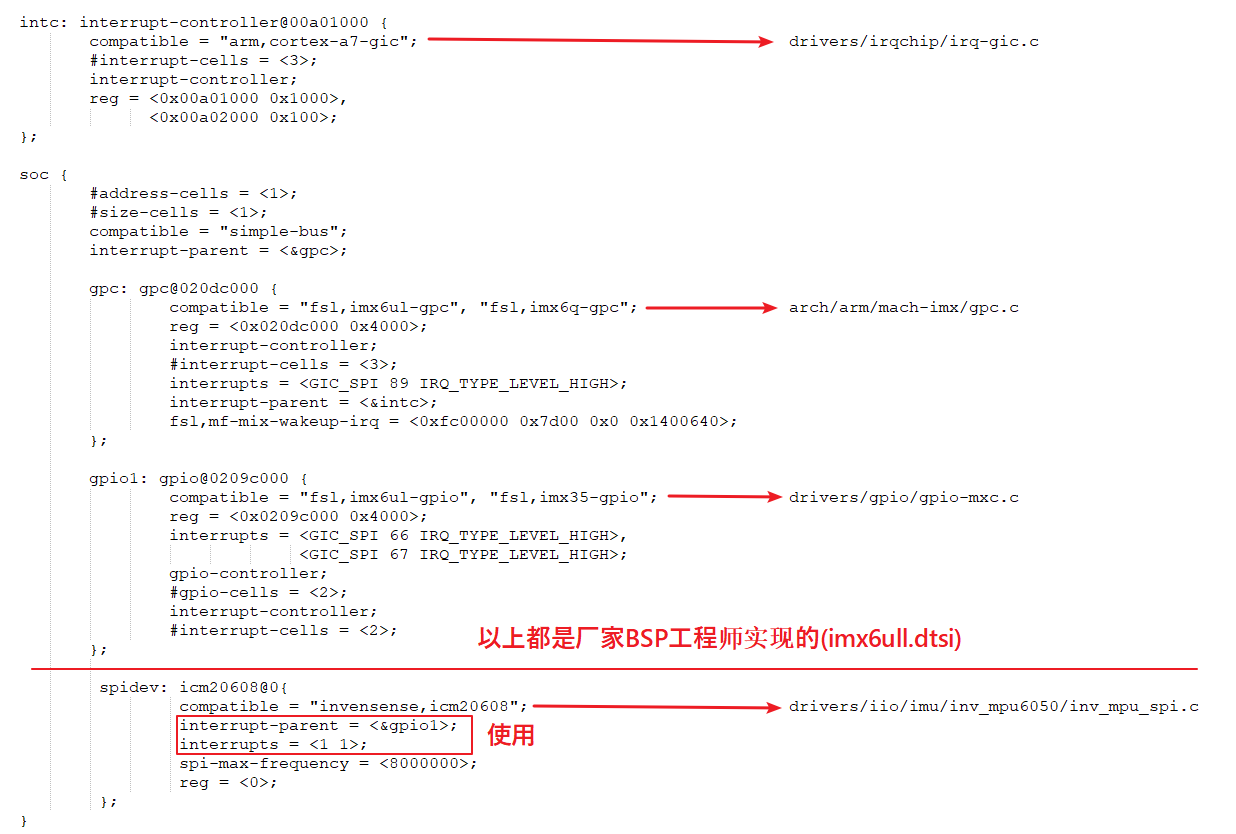 intc: interrupt-controller@00a01000 {
compatible = "arm,cortex-a7-gic"; drivers/irqchip/irq-gic.c
#interrupt-cells = <3>;
interrupt-controller;
reg = <0x00a01000 0x1000>,
<0x00a02000 0x100>;
};
soc {
#address-cells = <1>;
#size-cells = <1>;
compatible = "simple-bus";
interrupt-parent = <&gpc>;
gpc: gpc@020dc000 {
compatible = "fsl,imx6ul-gpc", "fsl,imx6q-gpc"; arch/arm/mach-imx/gpc.c
reg = <0x020dc000 0x4000>;
interrupt-controller;
#interrupt-cells = <3>;
interrupts = <GIC_SPI 89 IRQ_TYPE_LEVEL_HIGH>;
interrupt-parent = <&intc>;
fsl,mf-mix-wakeup-irq = <0xfc00000 0x7d00 0x0 0x1400640>;
};
gpio1: gpio@0209c000 {
compatible = "fsl,imx6ul-gpio", "fsl,imx35-gpio"; drivers/gpio/gpio-mxc.c
reg = <0x0209c000 0x4000>;
interrupts = <GIC_SPI 66 IRQ_TYPE_LEVEL_HIGH>,
<GIC_SPI 67 IRQ_TYPE_LEVEL_HIGH>;
gpio-controller;
#gpio-cells = <2>;
interrupt-controller;
#interrupt-cells = <2>;
以上都是厂家BSP工程师实现的(imx6ull.dtsi)
};
spidev: icm20608@0{
compatible = "invensense,icm20608"; drivers/iio/imu/inv_mpu6050/inv_mpu_spi.c
interrupt-parent = <&gpio1>;
使用
interrupts = <1 1>;
spi-max-frequency = <8000000>;
reg = <0>;
};
}